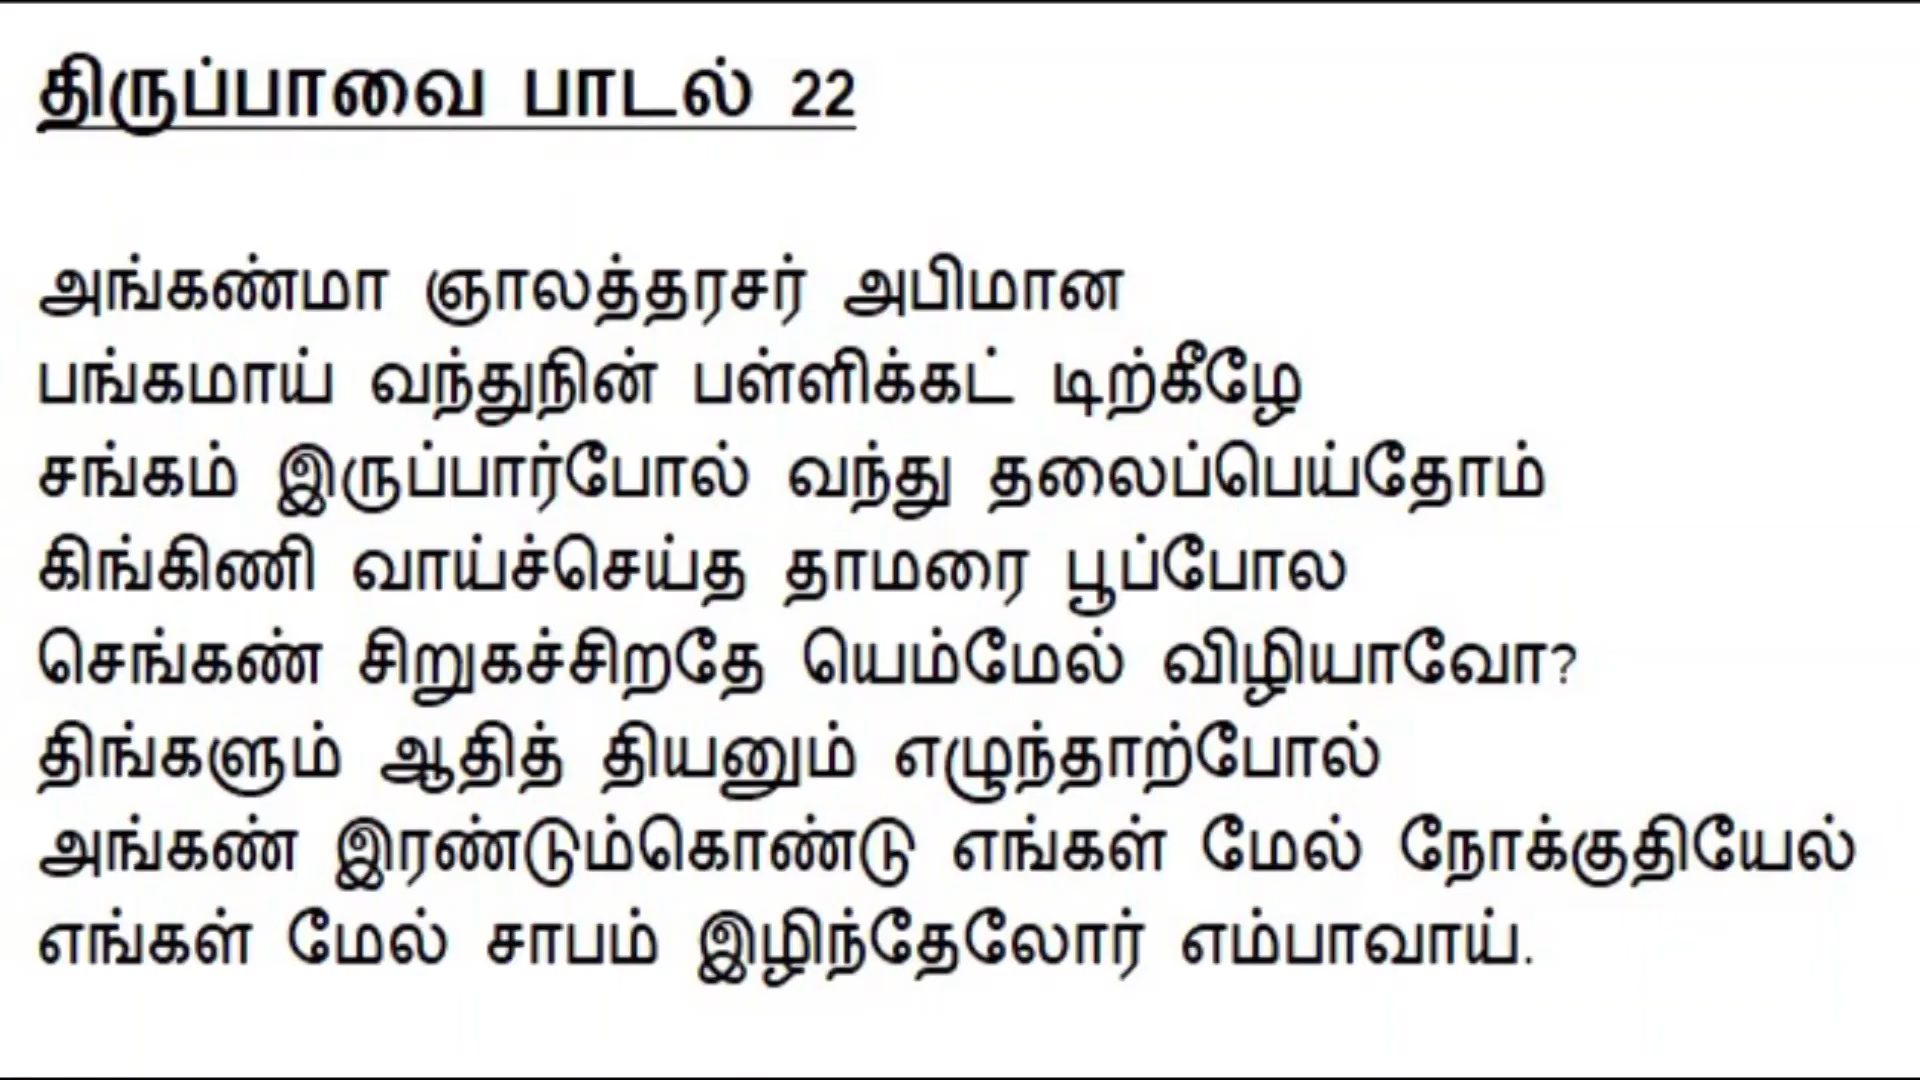 திருப்பாவை பாடல் 22
அங்கண்மா ஞாலத்தரசர் அபிமான
பங்கமாய் வந்துநின் பள்ளிக்கட் டிற்கீழே
சங்கம் இருப்பார்போல் வந்து தலைப்பெய்தோம்
கிங்கிணி வாய்ச்செய்த தாமரை பூப்போல
செங்கண் சிறுகச்சிறதே யெம்மேல் விழியாவோ?
திங்களும் ஆதித் தியனும் எழுந்தாற்போல்
அங்கண் இரண்டும்கொண்டு எங்கள் மேல் நோக்குதியேல்
எங்கள் மேல் சாபம் இழிந்தேலோர் எம்பாவாய்.